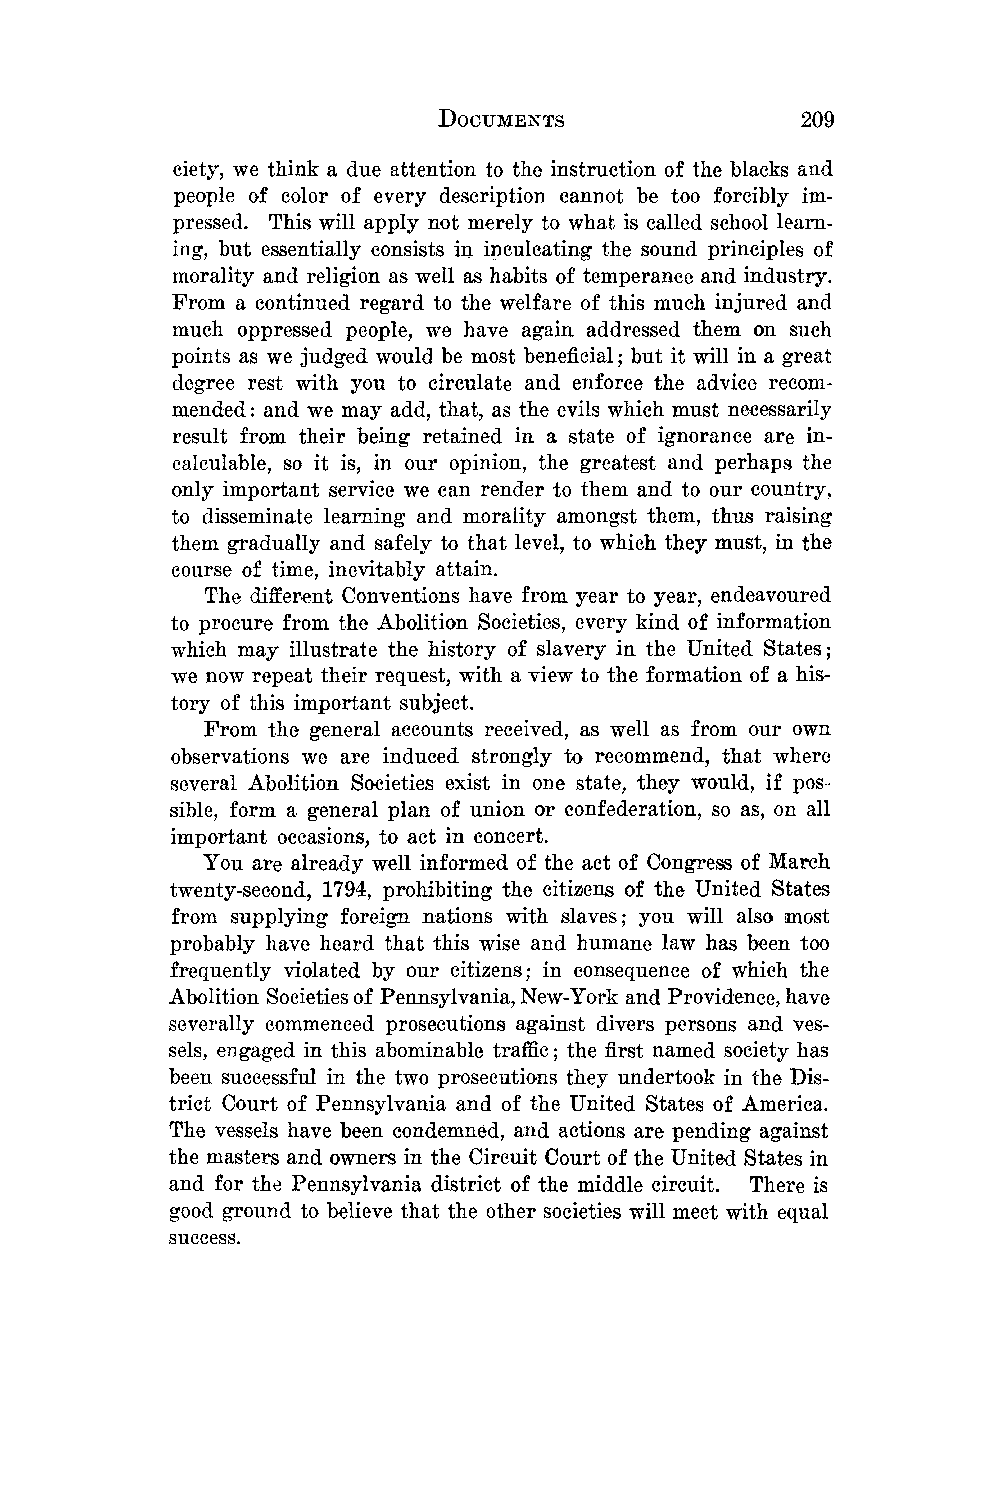 DOCUMENTS 209
ciety, we think a due attention to the instruction of the blacks and
people of color of every description cannot be too forcibly im-
pressed. This will apply not merely to what is called school learn-
ing, but essentially consists in inculcating the sound principles of
morality and religion as well as habits of temperance and industry.
From a continued regard to the welfare of this much injured and
much oppressed people, we have again addressed them on such
points as we judged would be most beneficial; but it will in a great
degree rest with you to circulate and enforce the advice recom-
mended: and we may add, that, as the evils which must necessarily
result from their being retained in a state of ignorance are in-
calculable, so it is, in our opinion, the greatest and perhaps the
only important service we can render to them and to our country,
to disseminate learning and morality amongst them, thus raising
them gradually and safely to that level, to which they must, in the
course of time, inevitably attain.
The different Conventions have from year to year, endeavoured
to procure from the Abolition Societies, every kind of information
which may illustrate the history of slavery in the United States;
we now repeat their request, with a view to the formation of a his-
tory of this important subject.
From the general accounts received, as well as from our own
observations we are induced strongly to recommend, that where
several Abolition Societies exist in one state, they would, if pos-
sible, form a general plan of union or confederation, so as, on all
important occasions, to act in concert.
You are already well informed of the act of Congress of March
twenty-second, 1794, prohibiting the citizens of the United States
from supplying foreign nations with slaves; you will also most
probably have heard that this wise and humane law has been too
frequently violated by our citizens; in consequence of which the
Abolition Societies of Pennsylvania, New-York and Providence, have
severally commenced prosecutions against divers persons and ves-
sels, engaged in this abominable traffic; the first named society has
been successful in the two prosecutions they undertook in the Dis-
trict Court of Pennsylvania and of the United States of America.
The vessels have been condemned, and actions are pending against
the masters and owners in the Circuit Court of the United States in
and for the Pennsylvania district of the middle circuit. There is
good ground to believe that the other societies will meet with equal
success.